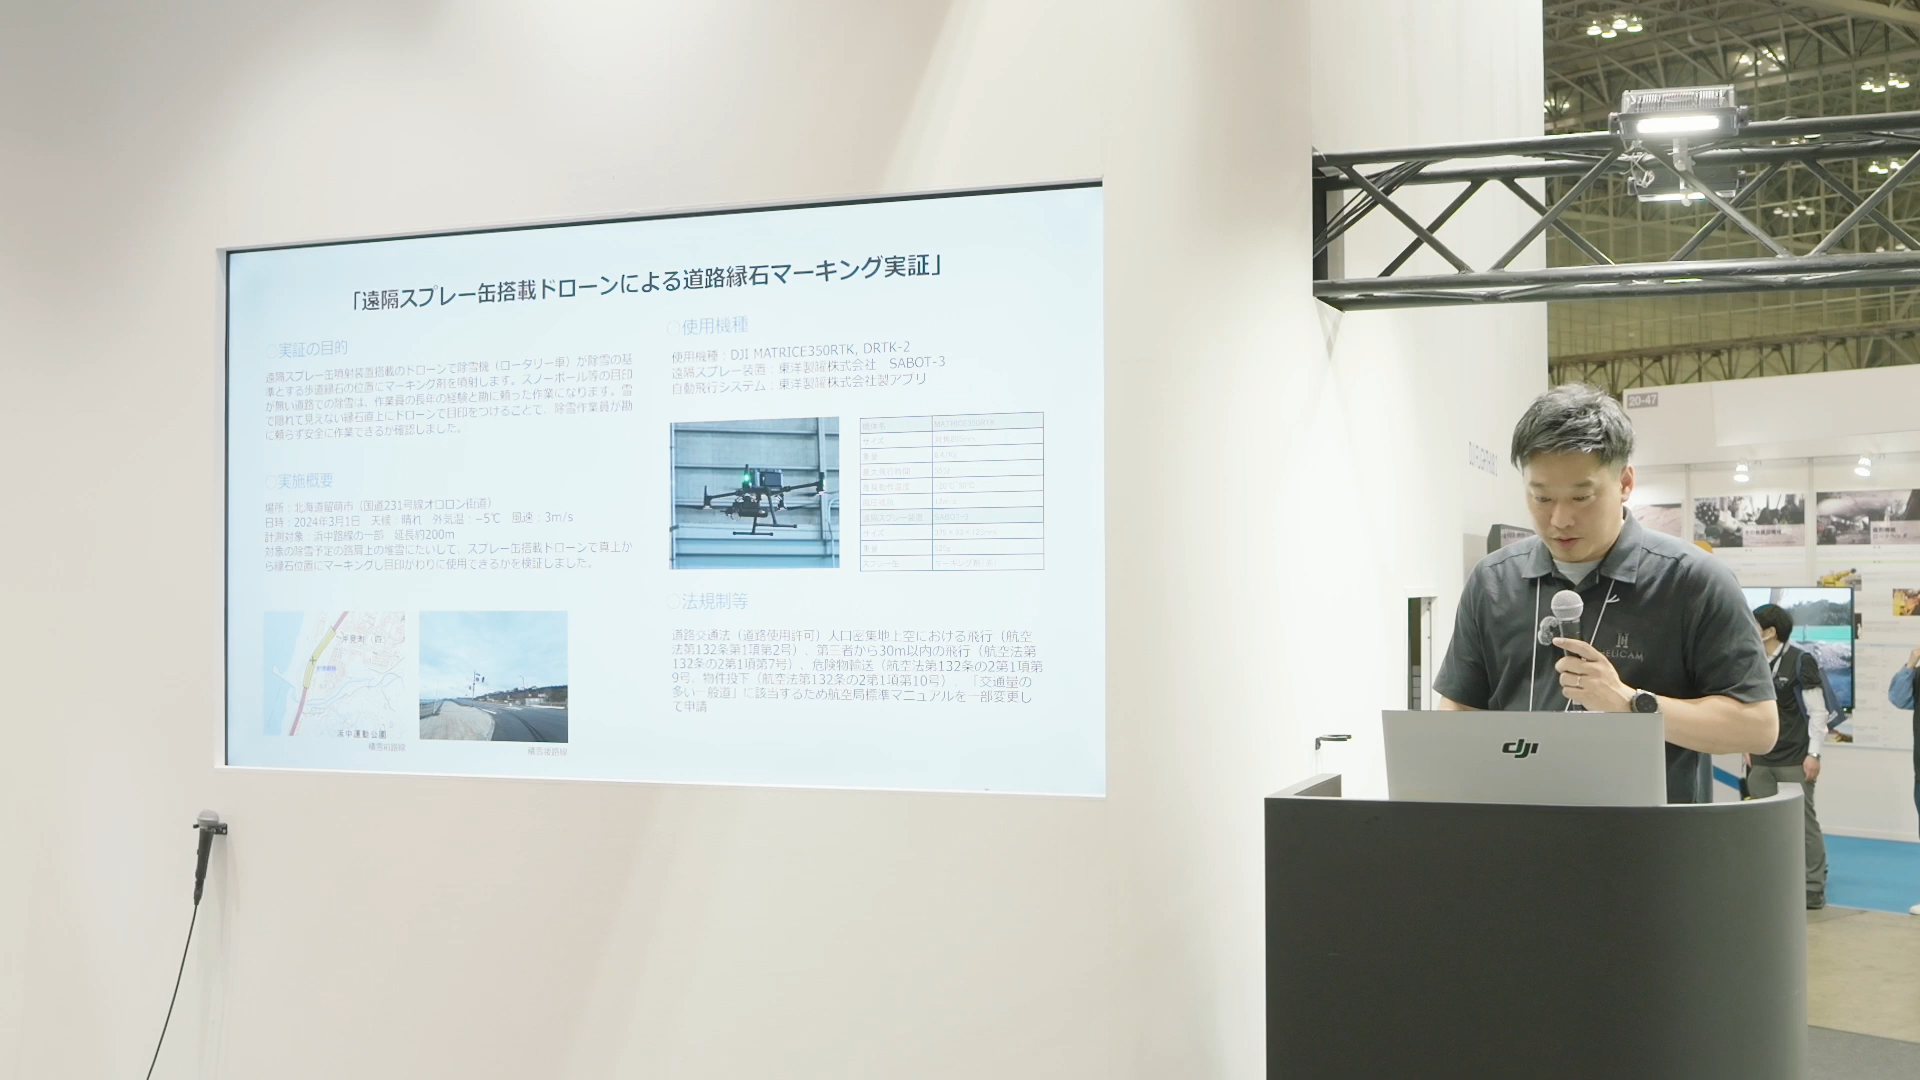 「遠隔スプレー缶搭載ドローンによる道路縁石マーキング実証」
○実証の目的
遠隔スプレー缶噴射装置搭載のドローンで除雪機（ロータリー車）が除雪の基
準とする歩道縁石の位置にマーキング剤を噴射します。スノーポール等の目印
が無い道路での除雪は、作業員の長年の経験と勘に頼った作業になります。雪
で隠れて見えない縁石直上にドローンで目印をつけることで、除雪作業員が勘
に頼らず安全に作業できるか確認しました。
○実施概要
場所：北海道留萌市（国道231号線オロロン街道）
日時：2024年3月1日　天候：晴れ　外気温：−5℃　風速：3m/s
計測対象：浜中路線の一部　延長約200m
対象の除雪予定の路肩上の堆雪にたいして、スプレー缶搭載ドローンで真上か
ら縁石位置にマーキングし目印がわりに使用できるかを検証しました。
浜中運動公園
○使用機種
使用機種：DJI MATRICE350RTK, DRTK-2
遠隔スプレー装置：東洋製罐株式会社　SABOT-3
自動飛行システム：東洋製罐株式会社製アプリ
機体名 MATRICE350RTK
サイズ
重量
最大飛行時間
サイズ
重量
スプレー缶
○法規制等
道路交通法（道路使用許可）人口密集地上空における飛行（航空
法第132条第1項第2号）、第三者から30m以内の飛行（航空法第
132条の2第1項第7号）、危険物輸送（航空法第132条の2第1項第
9号、物件投下（航空法第132条の2第1項第10号）、「交通量の
多い一般道」に該当するため航空局標準マニュアルを一部変更し
て申請
20-47
HELICAM
dji